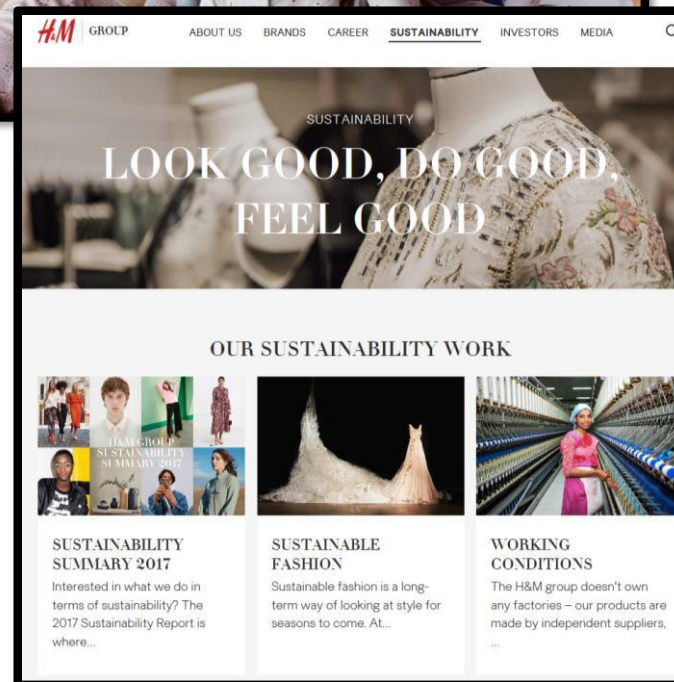 H&M GROUP
ABOUT US BRANDS CAREER SUSTAINABILITY INVESTORS MEDIA
SUSTAINABILITY
LOOK GOOD, DO GOOD,
FEEL GOOD
OUR SUSTAINABILITY WORK
H&M GROUP
SUSTAINABILITY
SUMMARY 2017
SUSTAINABILITY
SUMMARY 2017
Interested in what we do in
terms of sustainability? The
2017 Sustainability Report is
where...
SUSTAINABLE
FASHION
Sustainable fashion is a long-
term way of looking at style for
seasons to come. At...
WORKING
CONDITIONS
The H&M group doesn't own
any factories – our products are
made by independent suppliers,
...